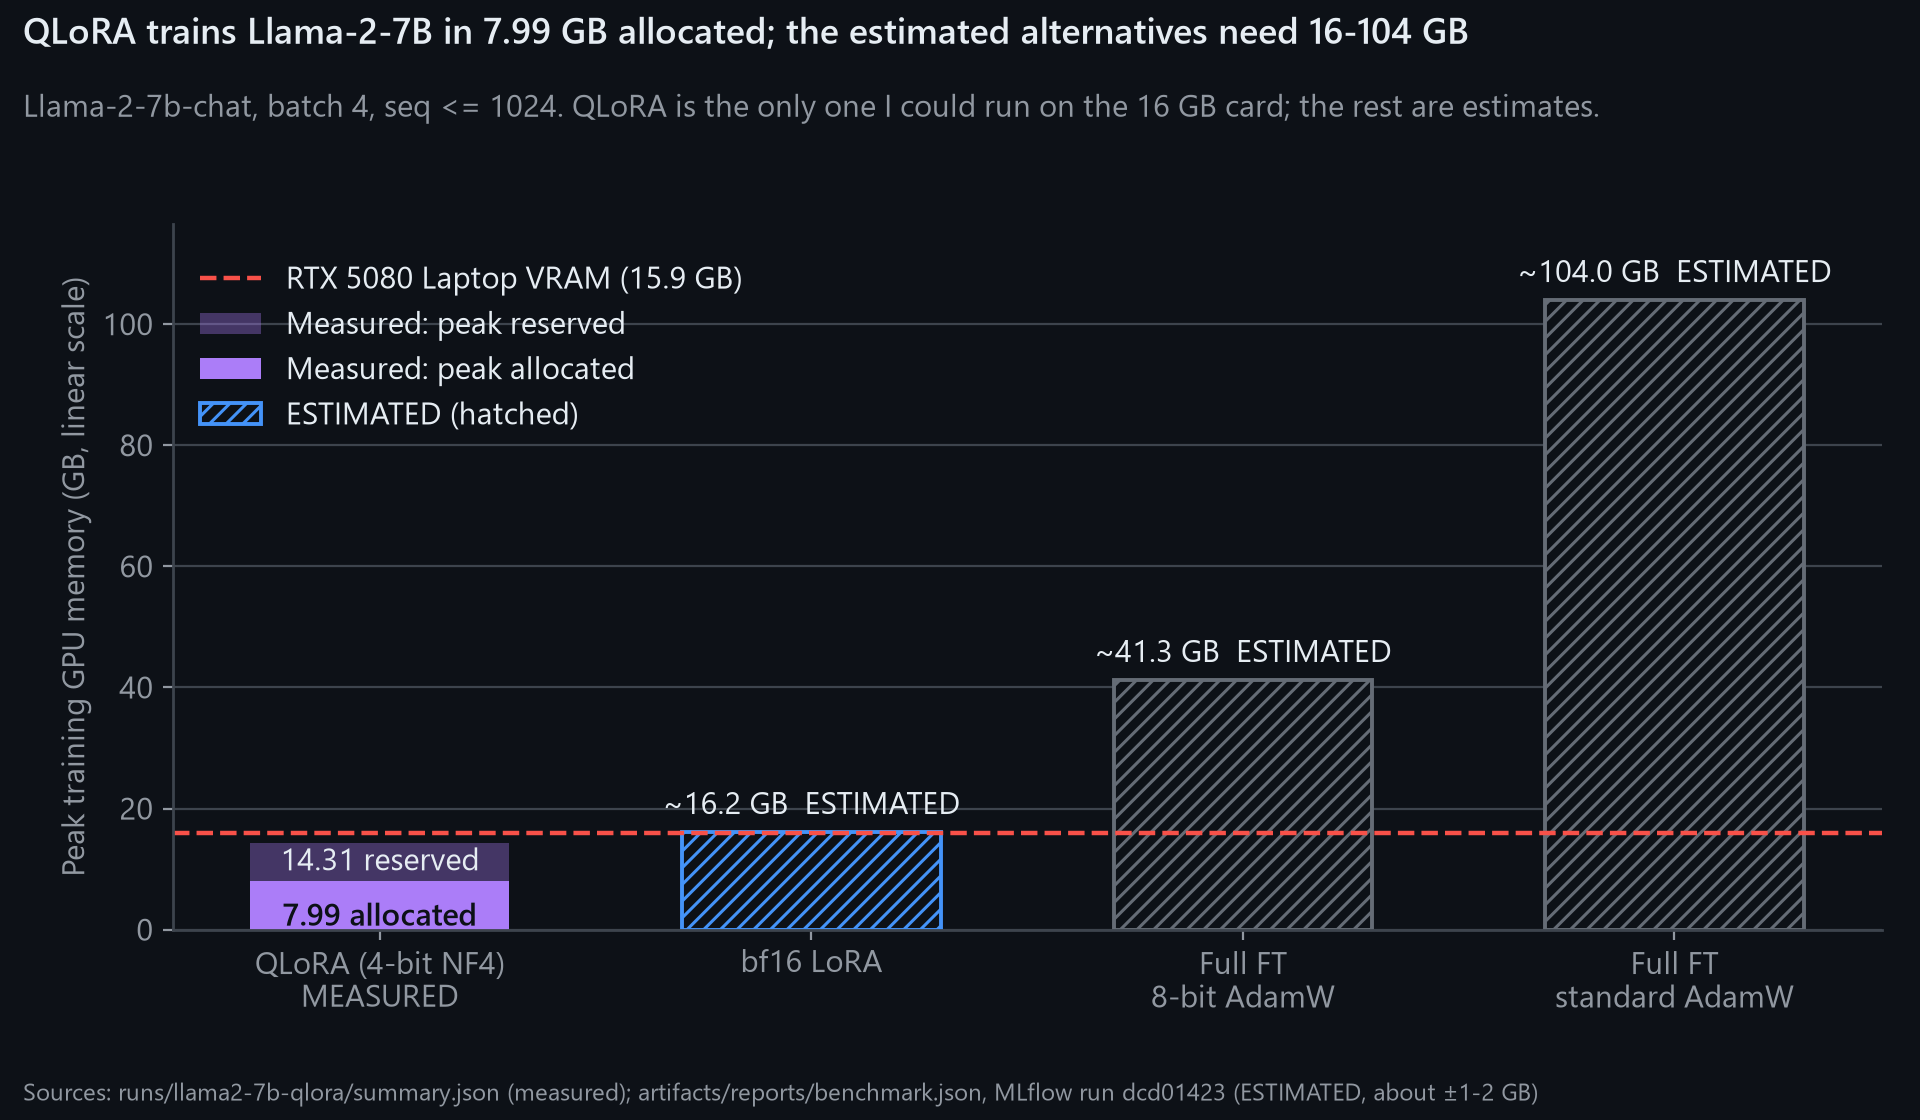 QLoRA trains Llama-2-7B in 7.99 GB allocated; the estimated alternatives need 16-104 GB
Llama-2-7b-chat, batch 4, seq <= 1024. QLoRA is the only one I could run on the 16 GB card; the rest are estimates.
Peak training GPU memory (GB, linear scale)
100
80
60
40
20
0
RTX 5080 Laptop VRAM (15.9 GB)
Measured: peak reserved
Measured: peak allocated
ESTIMATED (hatched)
14.31 reserved
7.99 allocated
~16.2 GB  ESTIMATED
~41.3 GB  ESTIMATED
~104.0 GB  ESTIMATED
QLoRA (4-bit NF4)
MEASURED
bf16 LoRA
Full FT
8-bit AdamW
Full FT
standard AdamW
Sources: runs/llama2-7b-qlora/summary.json (measured); artifacts/reports/benchmark.json, MLflow run dcd01423 (ESTIMATED, about ±1-2 GB)